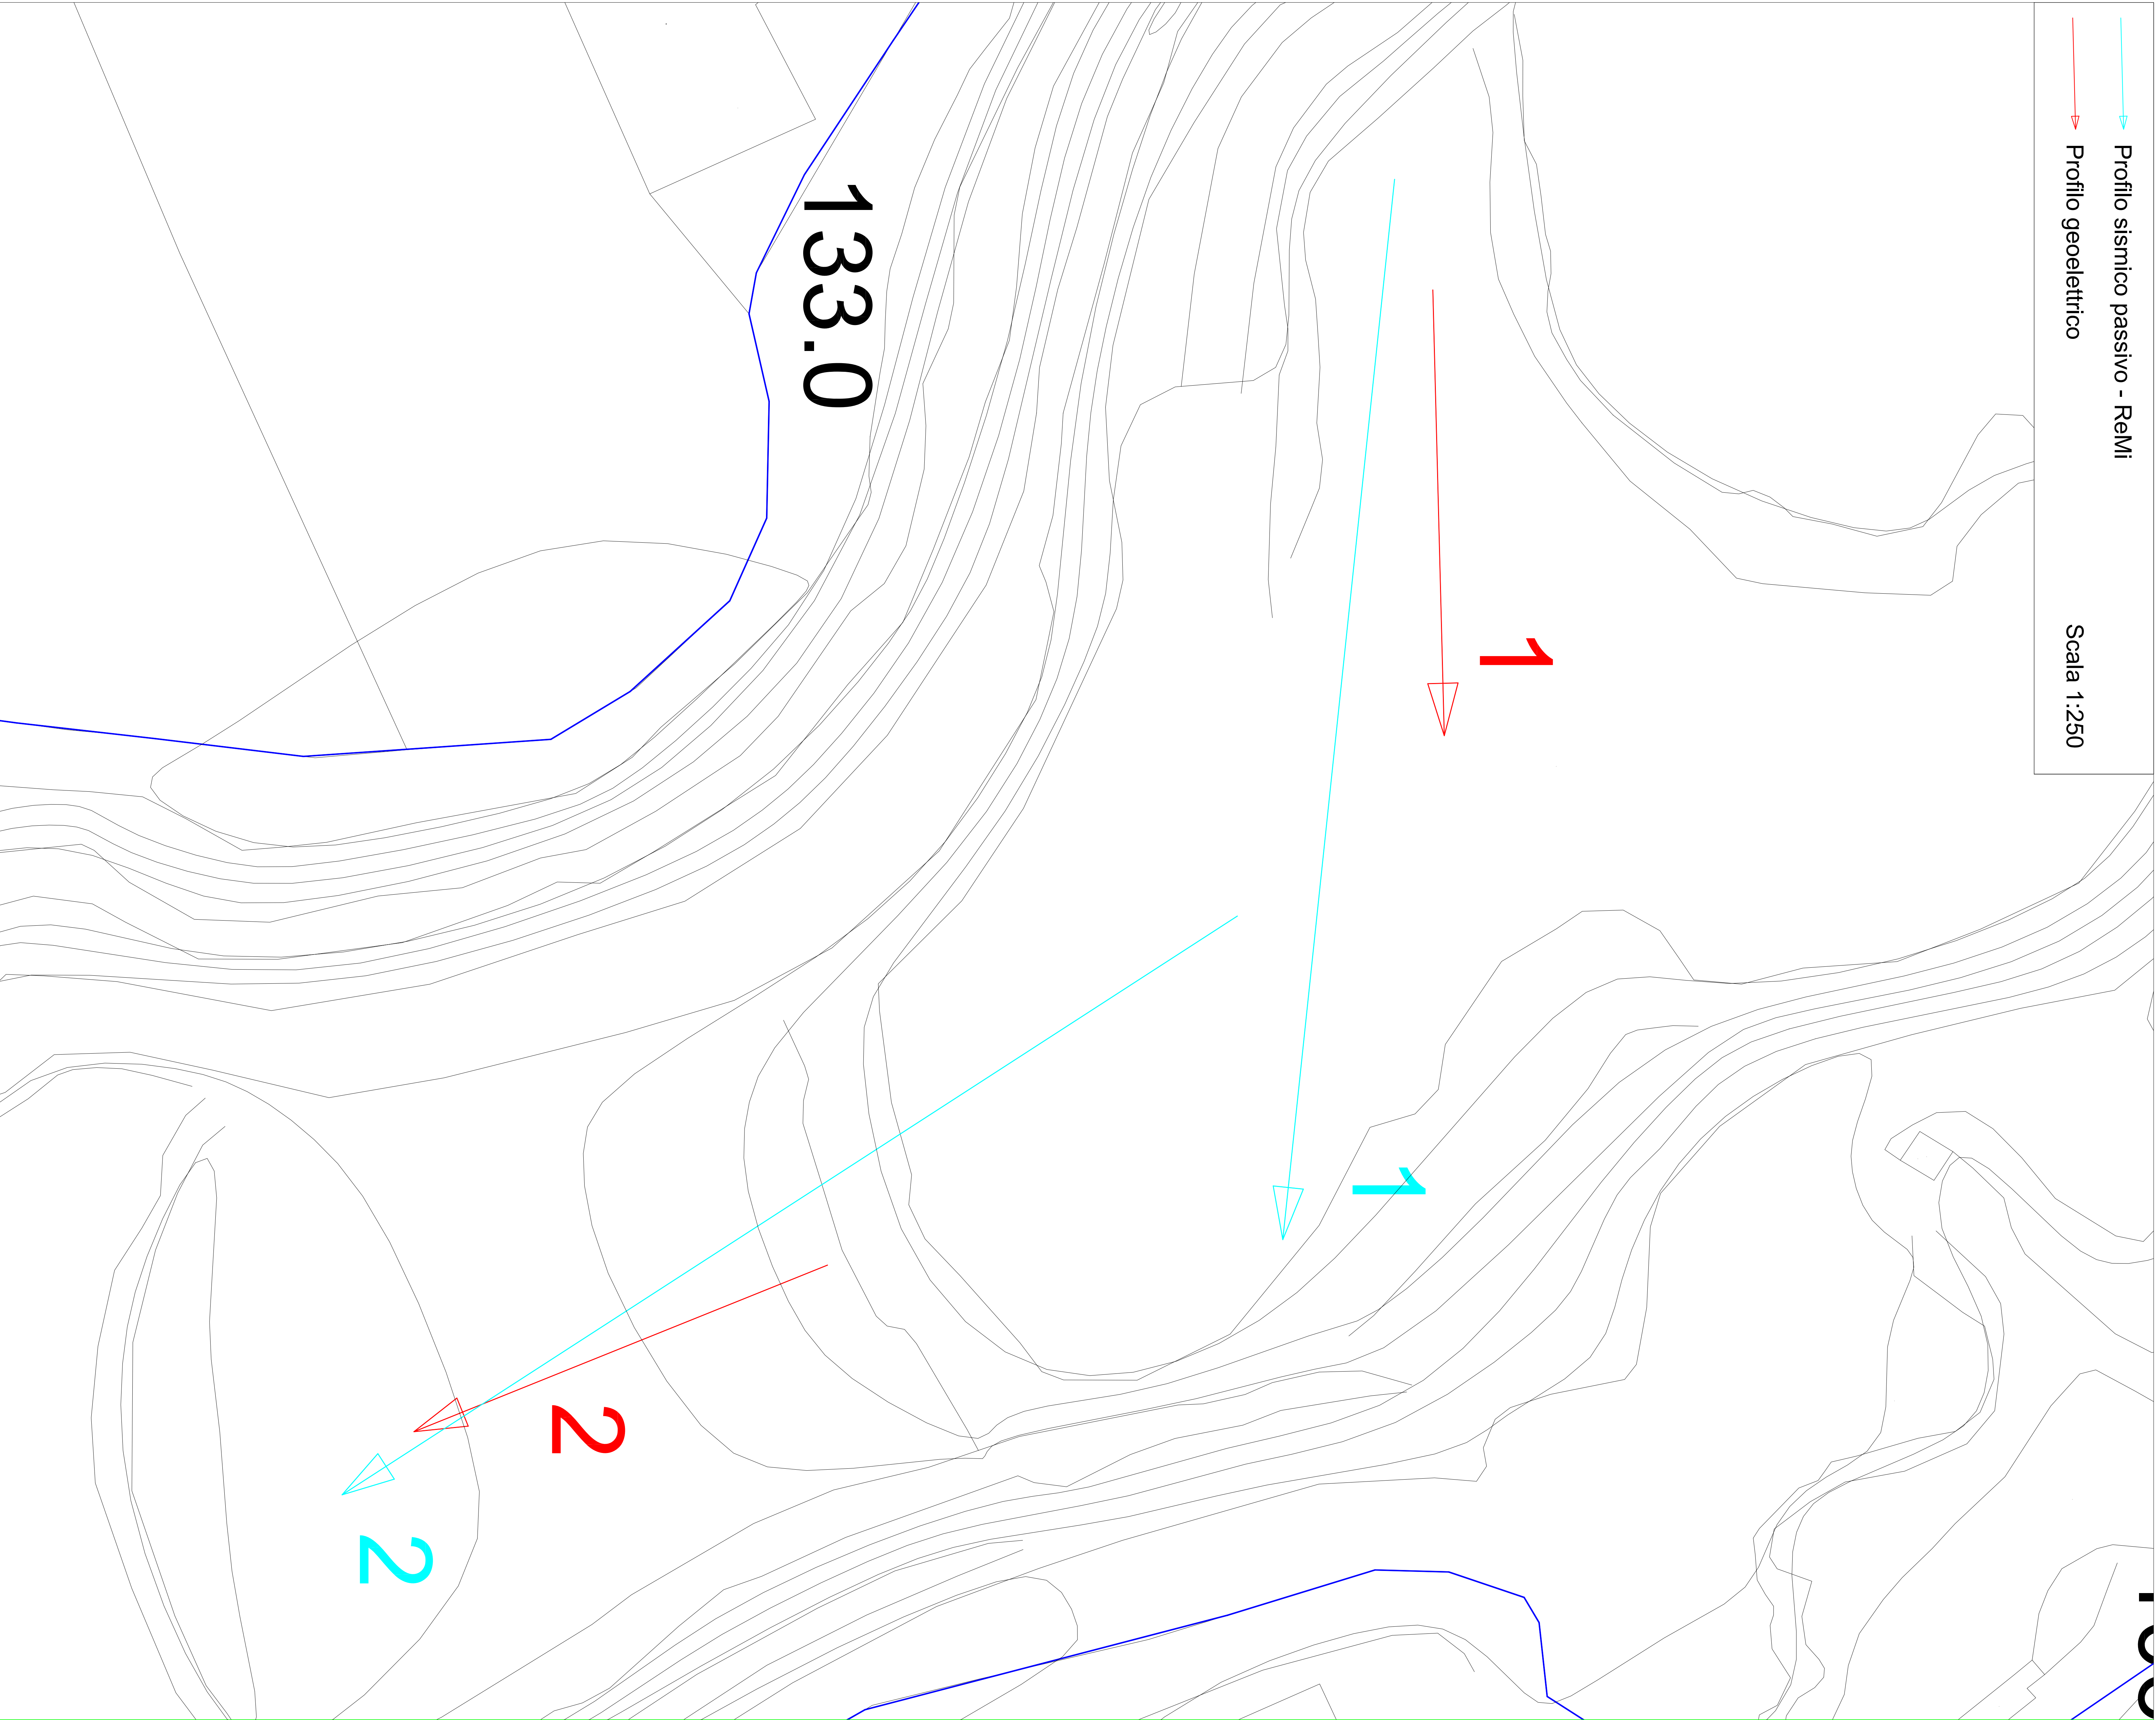 Profilo sismico passivo - ReMi
Profilo geoelettrico
Scala 1:250
133.0
1
1
2
2